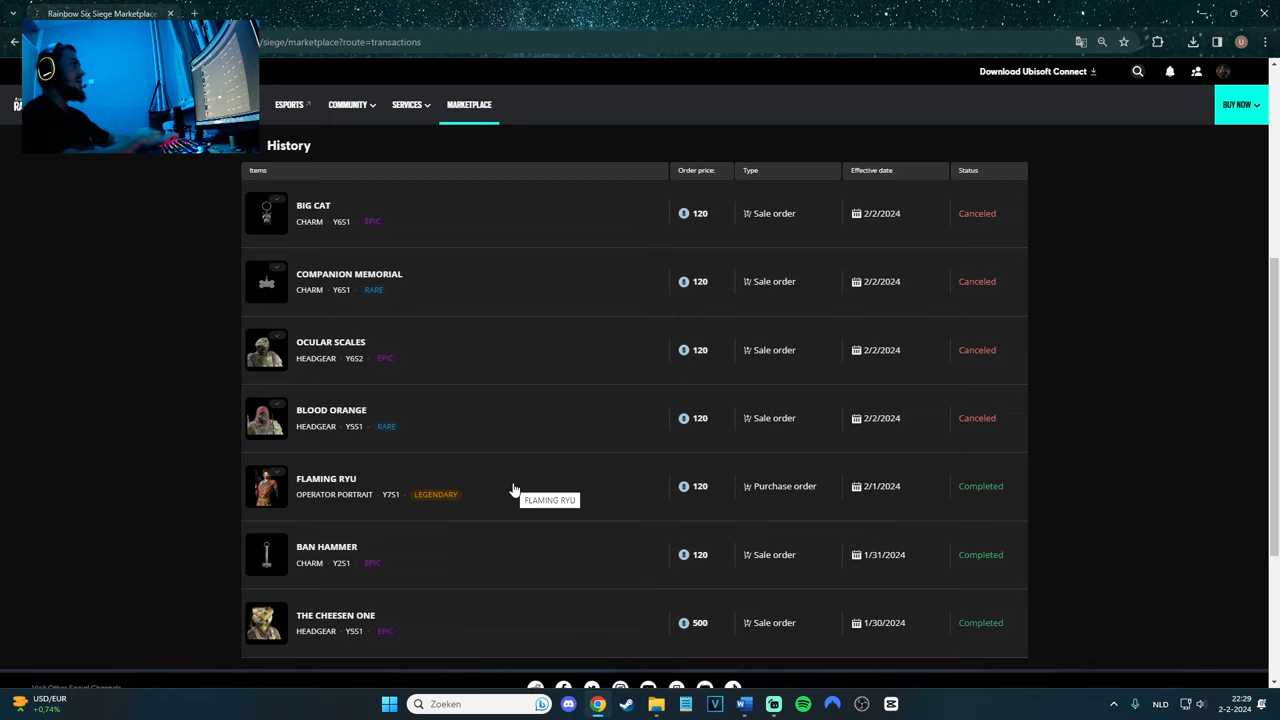 Rainbow Six Siege Marketplace
/siege/marketplace?route=transactions
Download Ubisoft Connect
RA
ESPORTS
COMMUNITY
SERVICES
MARKETPLACE
BUY NOW
History
Items
Order price:
Type
Effective date
Status
BIG CAT
CHARM · Y6S1 · EPIC
120
Sale order
2/2/2024
Canceled
COMPANION MEMORIAL
CHARM · Y6S1 · RARE
120
Sale order
2/2/2024
Canceled
OCULAR SCALES
HEADGEAR · Y6S2 · EPIC
120
Sale order
2/2/2024
Canceled
BLOOD ORANGE
HEADGEAR · Y5S1 · RARE
120
Sale order
2/2/2024
Canceled
FLAMING RYU
OPERATOR PORTRAIT · Y7S1 · LEGENDARY
FLAMING RYU
120
Purchase order
2/1/2024
Completed
BAN HAMMER
CHARM · Y2S1 · EPIC
120
Sale order
1/31/2024
Completed
THE CHEESEN ONE
HEADGEAR · Y5S1 · EPIC
500
Sale order
1/30/2024
Completed
Visit Other Social Channels
USD/EUR
+0,74%
Zoeken
NLD
22:29
2-2-2024